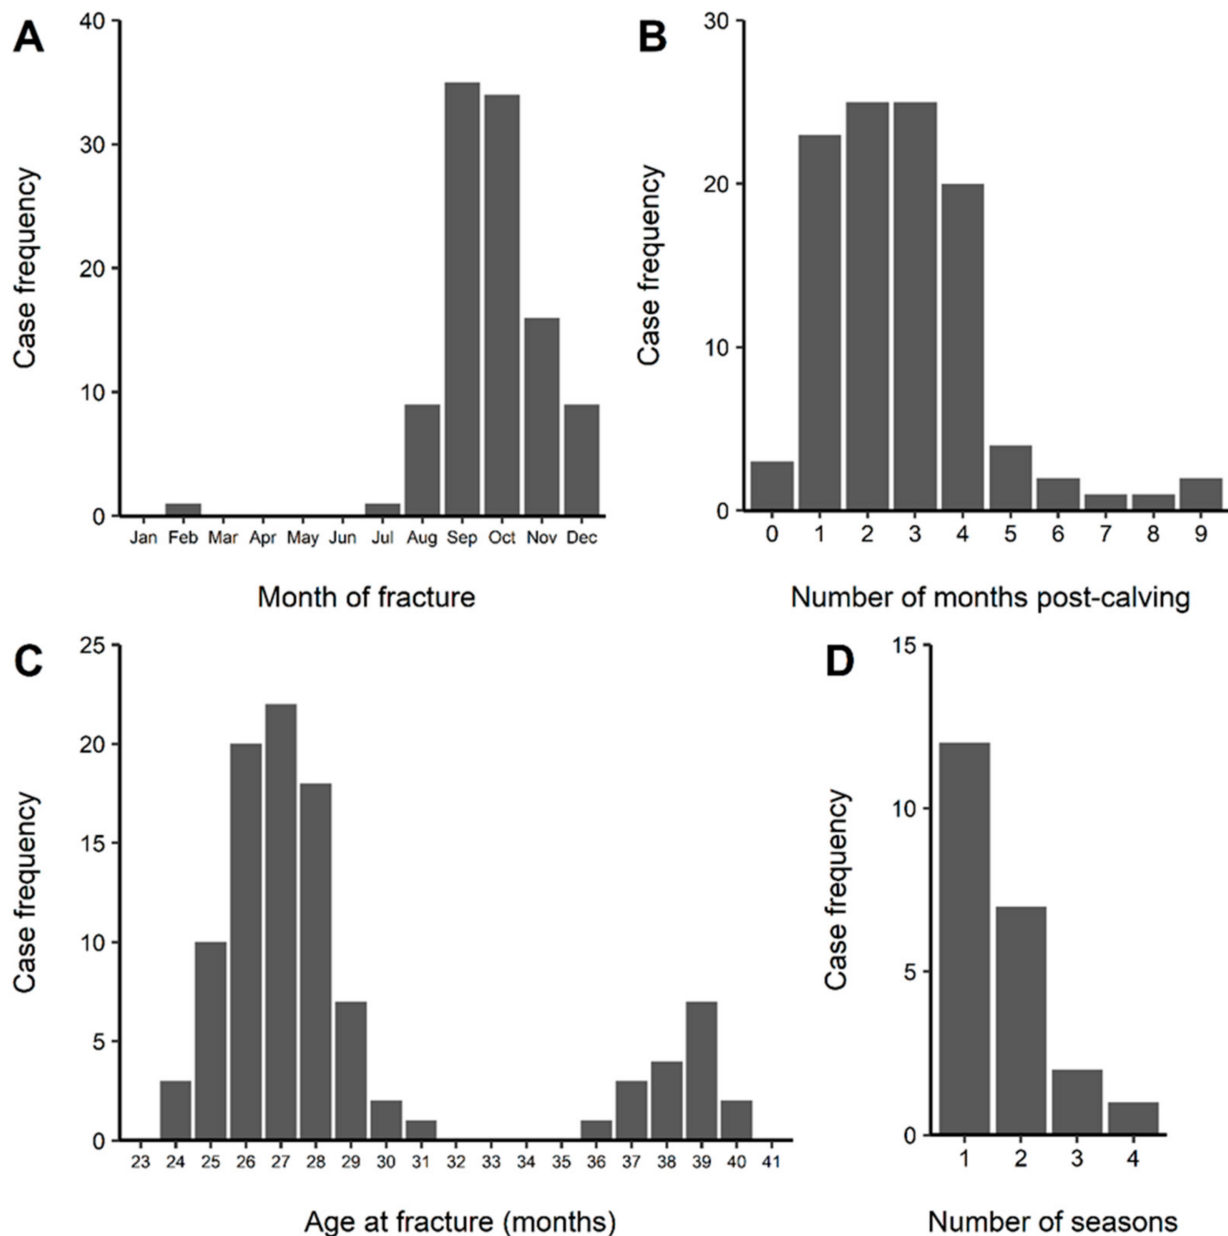 A
Case frequency
40
30
20
10
0
Jan Feb Mar Apr May Jun Jul Aug Sep Oct Nov Dec
Month of fracture
B
Case frequency
30
20
10
0
0 1 2 3 4 5 6 7 8 9
Number of months post-calving
C
Case frequency
25
20
15
10
5
0
23 24 25 26 27 28 29 30 31 32 33 34 35 36 37 38 39 40 41
Age at fracture (months)
D
Case frequency
15
10
5
0
1 2 3 4
Number of seasons